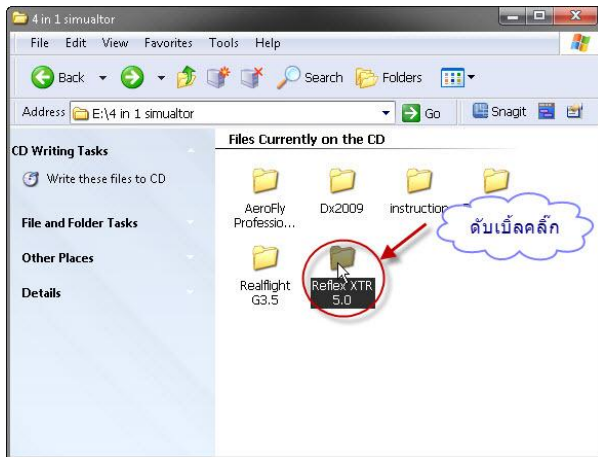 4 in 1 simualtor
File Edit View Favorites Tools Help
Back Search Folders
Address E:\4 in 1 simualtor Go Snagit
CD Writing Tasks
Write these files to CD
File and Folder Tasks
Other Places
Details
Files Currently on the CD
AeroFly Professio...
Dx2009
instruction
Realflight G3.5
Reflex XTR 5.0
ดับเบิ้ลคลิ๊ก